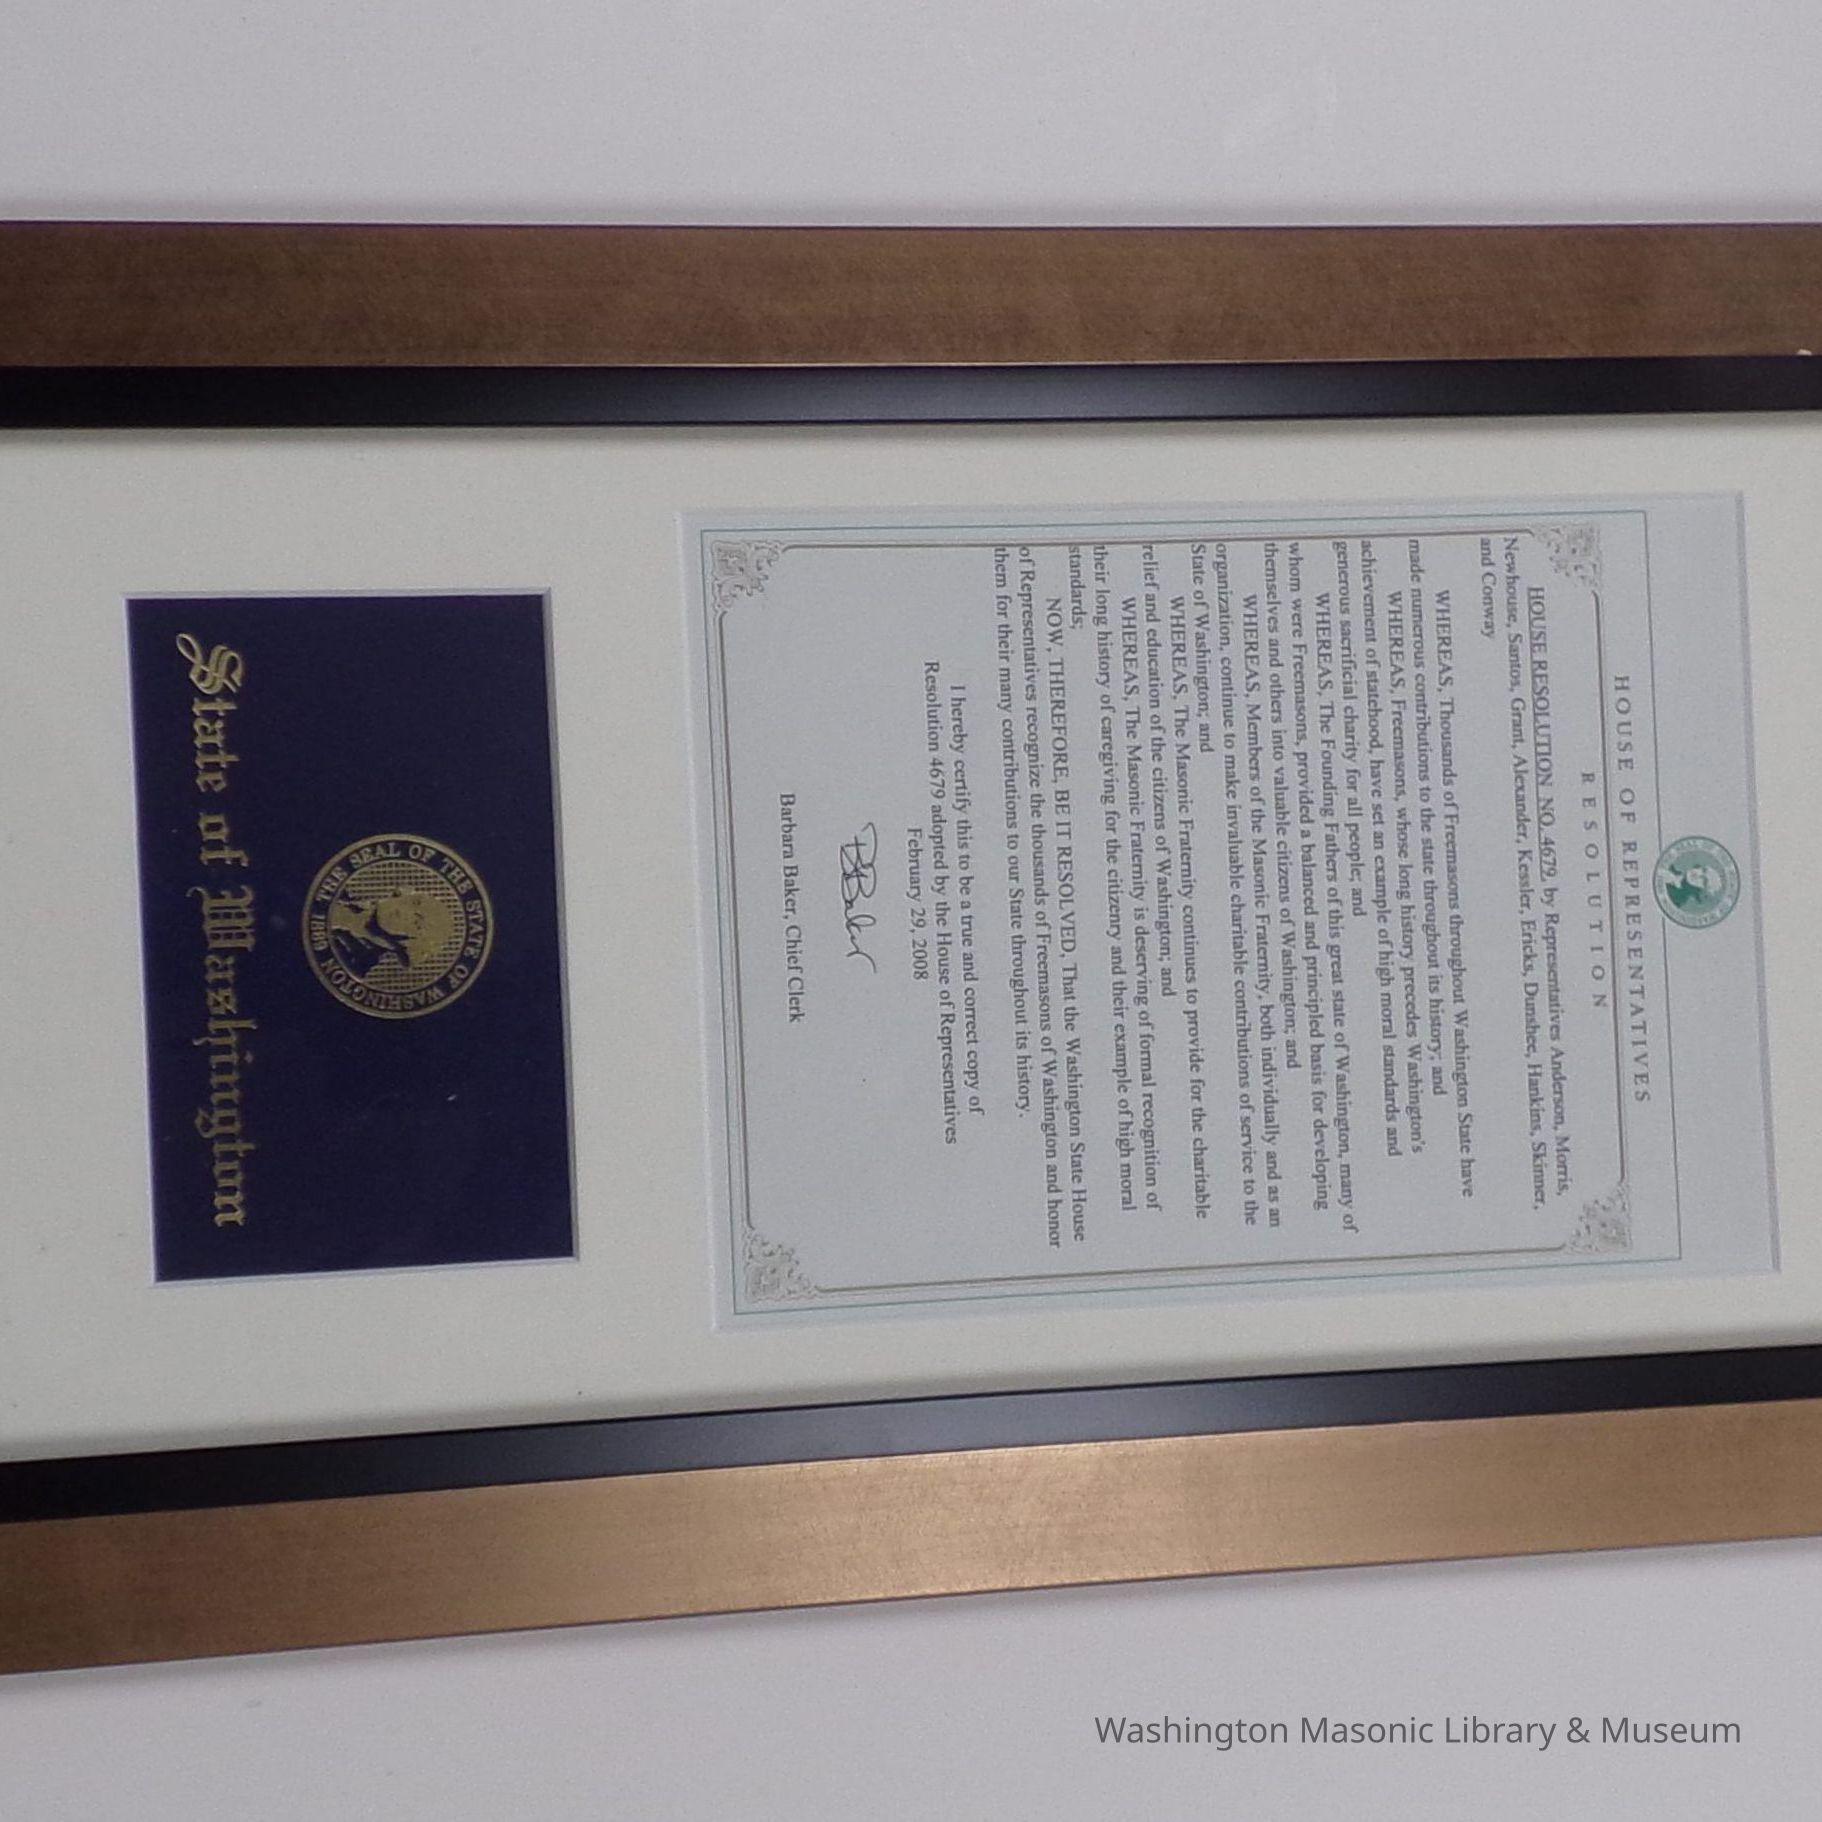 HOUSE OF REPRESENTATIVES
RESOLUTION
HOUSE RESOLUTION NO. 4679, by Representatives Anderson, Morris,
Newhouse, Santos, Grant, Alexander, Kessler, Ericks, Dunshee, Hankins, Skinner,
and Conway
WHEREAS, Thousands of Freemasons throughout Washington State have
made numerous contributions to the state throughout its history; and
WHEREAS, Freemasons, whose long history precedes Washington's
achievement of statehood, have set an example of high moral standards and
generous sacrificial charity for all people; and
WHEREAS, The Founding Fathers of this great state of Washington, many of
whom were Freemasons, provided a balanced and principled basis for developing
themselves and others into valuable citizens of Washington; and
WHEREAS, Members of the Masonic Fraternity, both individually and as an
organization, continue to make invaluable charitable contributions of service to the
State of Washington; and
WHEREAS, The Masonic Fraternity continues to provide for the charitable
relief and education of the citizens of Washington; and
WHEREAS, The Masonic Fraternity is deserving of formal recognition of
their long history of caregiving for the citizenry and their example of high moral
standards;
NOW, THEREFORE, BE IT RESOLVED, That the Washington State House
of Representatives recognize the thousands of Freemasons of Washington and honor
them for their many contributions to our State throughout its history.
I hereby certify this to be a true and correct copy of
Resolution 4679 adopted by the House of Representatives
February 29, 2008
BBaker
Barbara Baker, Chief Clerk
THE SEAL OF THE STATE OF WASHINGTON
1889
State of Washington
Washington Masonic Library & Museum